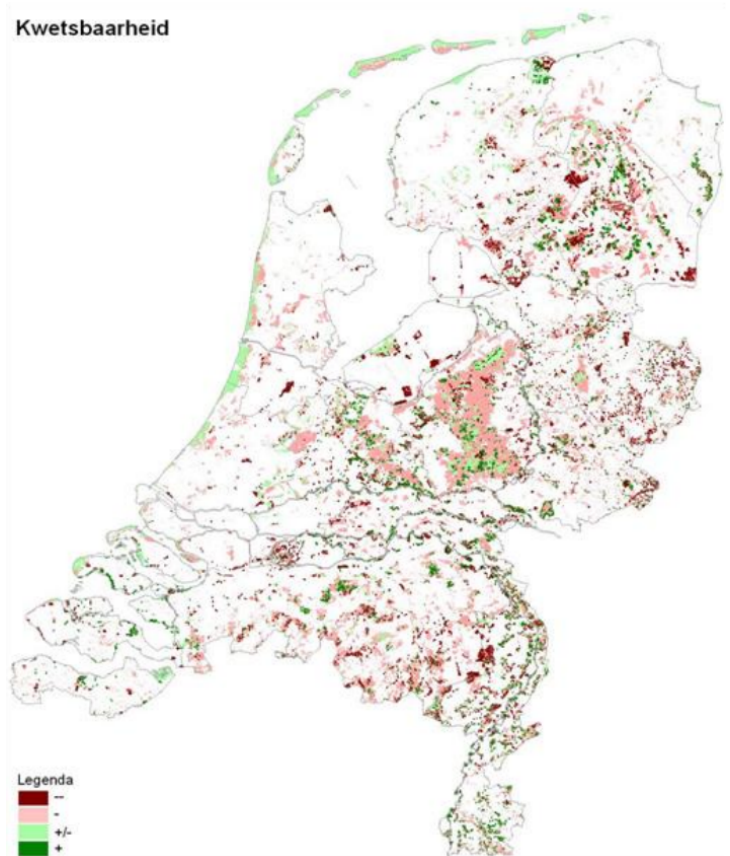 Kwetsbaarheid
Legenda
--
-
+/-
+